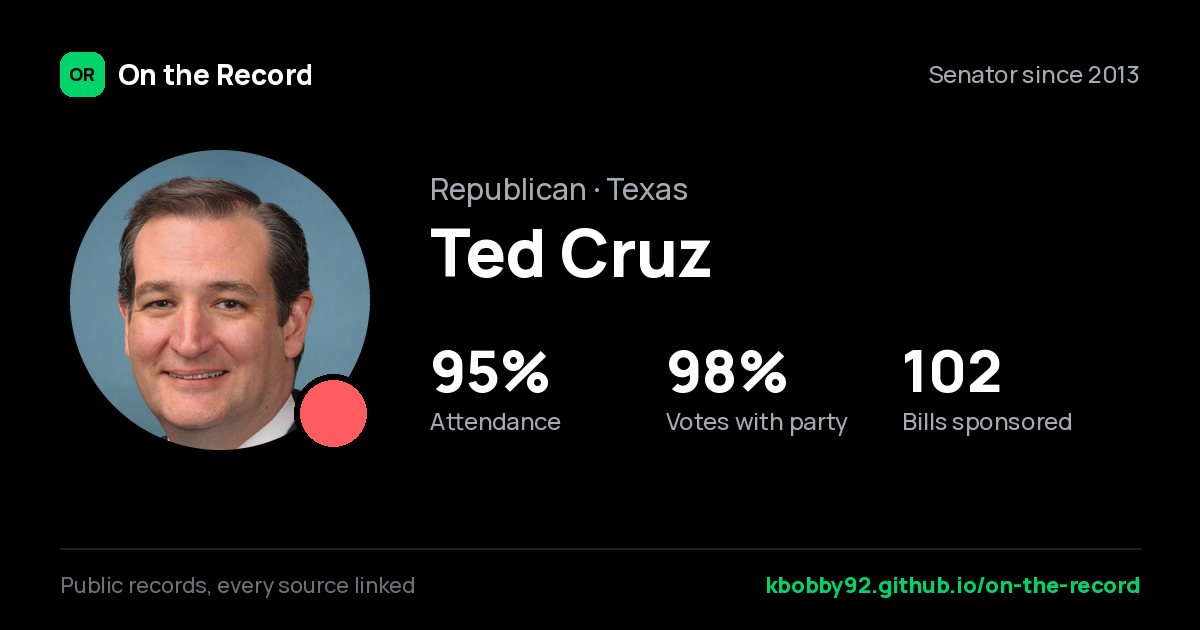 OR On the Record
Senator since 2013
Republican · Texas
Ted Cruz
95% 98% 102
Attendance Votes with party Bills sponsored
Public records, every source linked
kbobby92.github.io/on-the-record